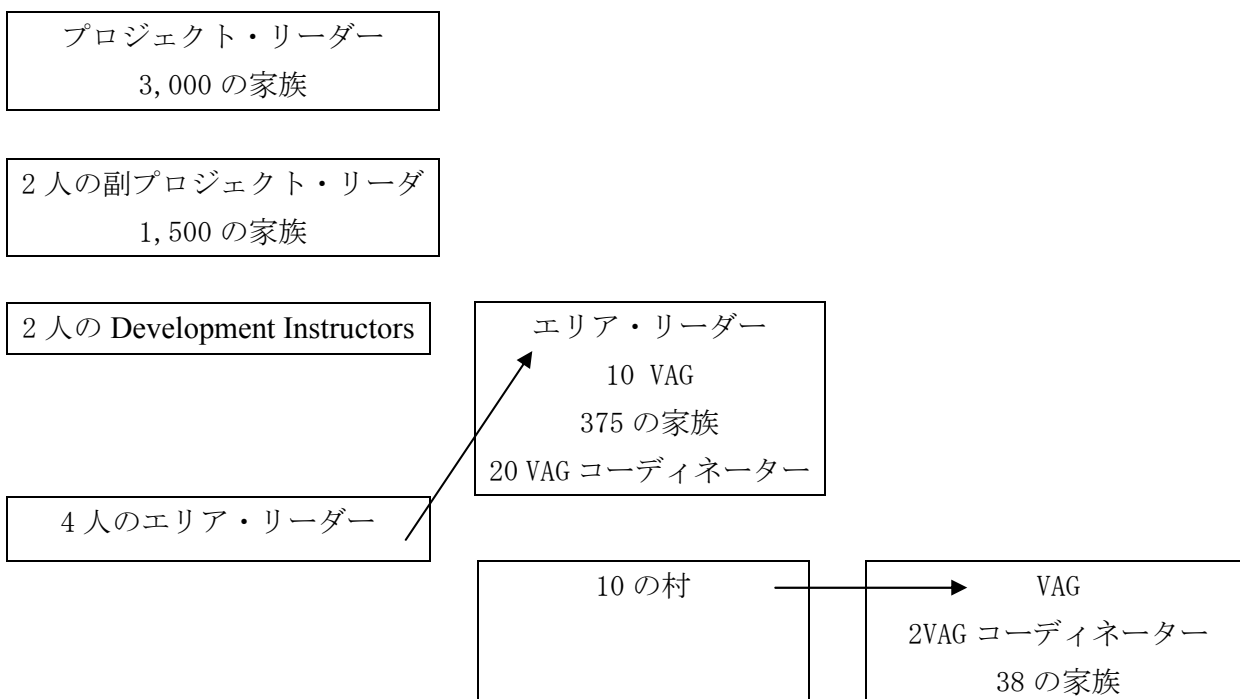 プロジェクト・リーダー
3,000 の家族
2 人の副プロジェクト・リーダ
1,500 の家族
2 人の Development Instructors
エリア・リーダー
10 VAG
375 の家族
20 VAG コーディネーター
4 人のエリア・リーダー
10 の村
VAG
2VAG コーディネーター
38 の家族